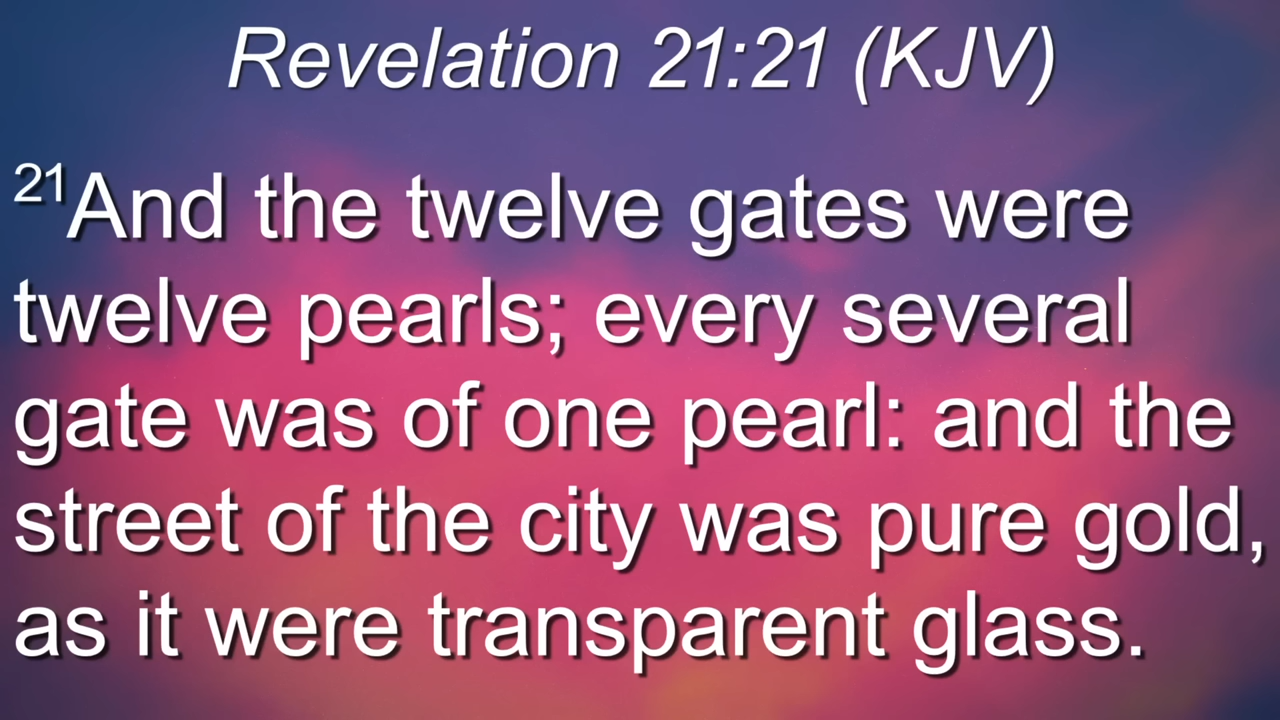 Revelation 21:21 (KJV)
21And the twelve gates were
twelve pearls; every several
gate was of one pearl: and the
street of the city was pure gold,
as it were transparent glass.